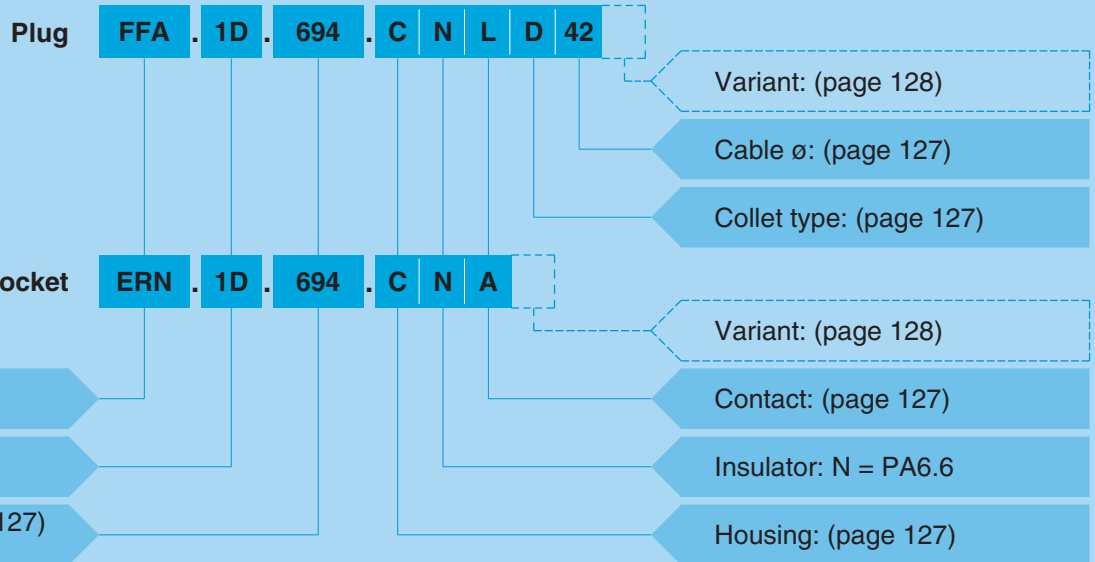 Plug FFA . 1D . 694 . C N L D 42
Variant: (page 128)
Cable ø: (page 127)
Collet type: (page 127)
ocket ERN . 1D . 694 . C N A
Variant: (page 128)
Contact: (page 127)
Insulator: N = PA6.6
127) Housing: (page 127)